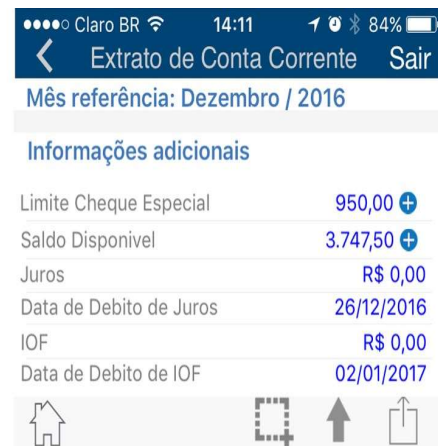 Claro BR 14:11 84%
Extrato de Conta Corrente Sair
Mês referência: Dezembro / 2016
Informações adicionais
Limite Cheque Especial 950,00
Saldo Disponivel 3.747,50
Juros R$ 0,00
Data de Debito de Juros 26/12/2016
IOF R$ 0,00
Data de Debito de IOF 02/01/2017